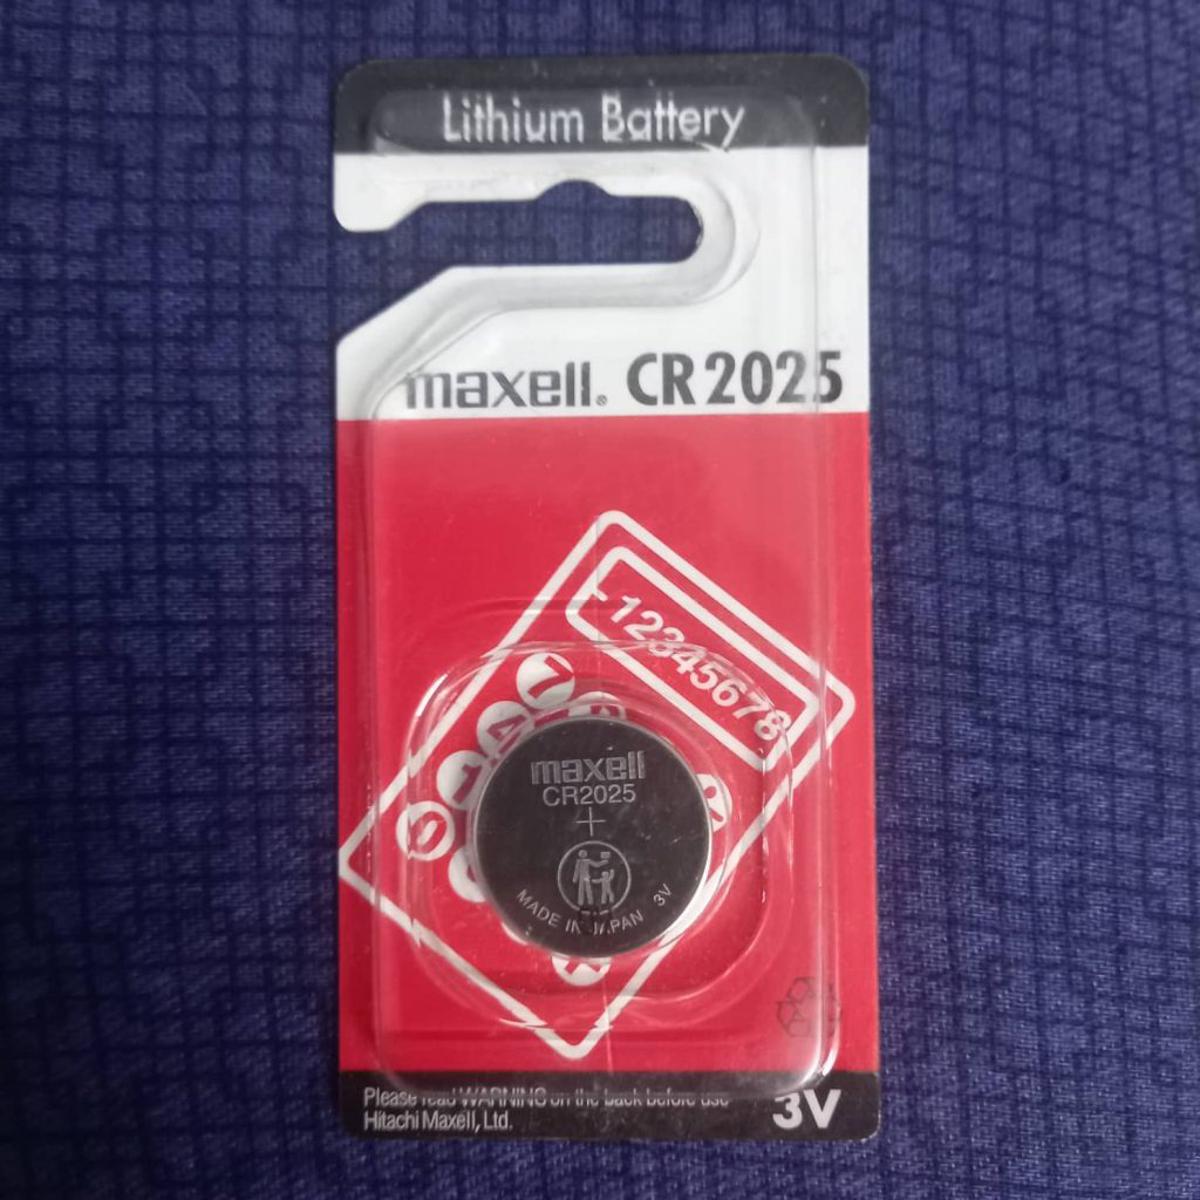 Lithium Battery
maxell. CR2025
-12345678
maxell
CR2025
+
MADE IN JAPAN 3V
Please read WARNING on the back before use
Hitachi Maxell, Ltd.
3V